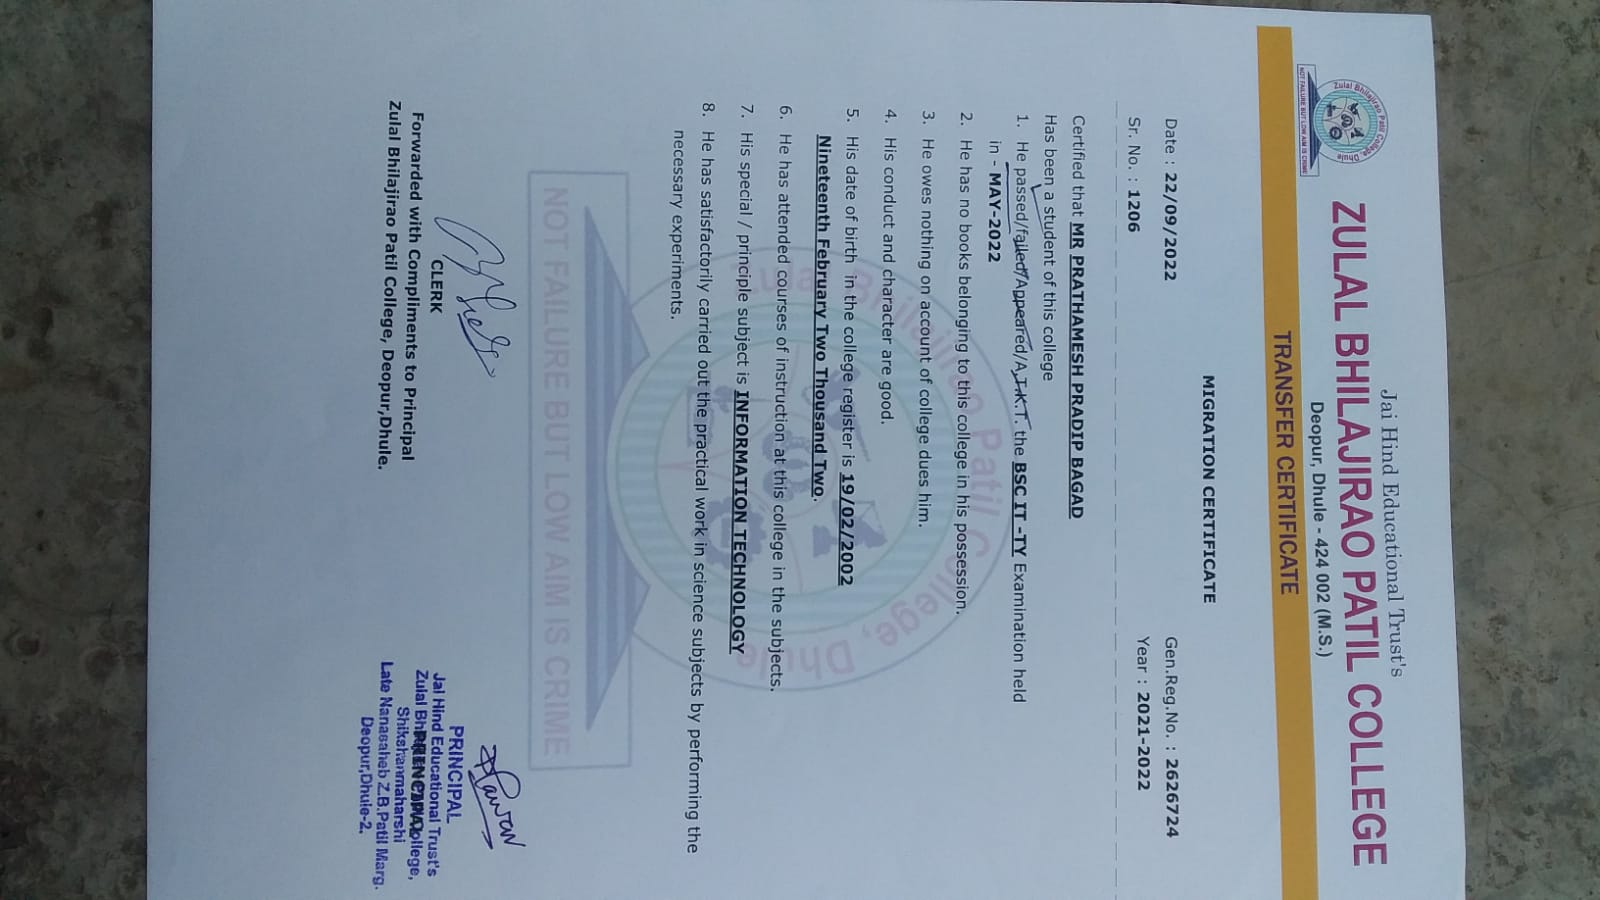 Zulal Bhilajirao Patil College, Dhule
NOT FAILURE BUT LOW AIM IS CRIME
Jai Hind Educational Trust's
ZULAL BHILAJIRAO PATIL COLLEGE
Deopur, Dhule - 424 002 (M.S.)
TRANSFER CERTIFICATE
MIGRATION CERTIFICATE
Date : 22/09/2022
Gen.Reg.No. : 2626724
Sr. No. : 1206
Year : 2021-2022
Certified that MR PRATHAMESH PRADIP BAGAD
Has been a student of this college
1. He passed/failed/Appeared/A.T.K.T. the BSC IT -TY Examination held
in - MAY-2022
2. He has no books belonging to this college in his possession.
3. He owes nothing on account of college dues him.
4. His conduct and character are good.
5. His date of birth in the college register is 19/02/2002
Nineteenth February Two Thousand Two.
6. He has attended courses of instruction at this college in the subjects.
7. His special / principle subject is INFORMATION TECHNOLOGY
8. He has satisfactorily carried out the practical work in science subjects by performing the
necessary experiments.
Zulal Bhilajirao Patil College, Dhule
NOT FAILURE BUT LOW AIM IS CRIME
CLERK
Forwarded with Compliments to Principal
Zulal Bhilajirao Patil College, Deopur,Dhule.
PRINCIPAL
Jai Hind Educational Trust's
Zulal College,
PRINCIPAL
Shikshanmaharshi
Late Nanasaheb Z.B.Patil Marg.
Deopur,Dhule-2.